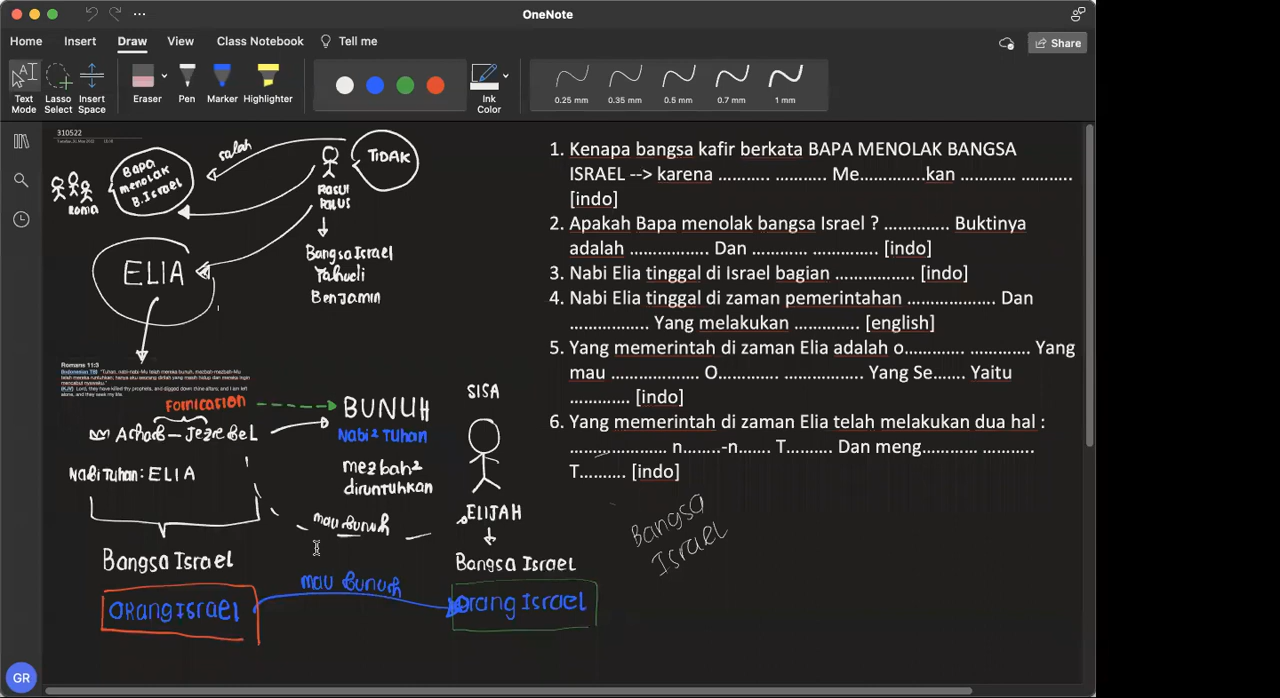 OneNote
Home Insert Draw View Class Notebook Tell me
Share
Text Mode
Lasso Select
Insert Space
Eraser
Pen
Marker
Highlighter
Ink Color
0.25 mm 0.35 mm 0.5 mm 0.7 mm 1 mm
310522
salah
TIDAK
BAPA
menolak
B. Israel
Roma
Rasul
ELIA
Bangsa Israel
Benjamin
Romans 11:3
Fornication
BUNUH
SISA
Jezebel
Nabi² Tuhan
Nabi Tuhan: ELIA
mezbah²
diruntuhkan
ELIJAH
mau bunuh
Bangsa Israel
Bangsa Israel
mau Bunuh
ORang ISrael
orang ISrael
1. Kenapa bangsa kafir berkata BAPA MENOLAK BANGSA
ISRAEL --> karena ........... ........... Me..............kan ............ ...........
[indo]
2. Apakah Bapa menolak bangsa Israel ? .............. Buktinya
adalah ................ Dan ............ .............. [indo]
3. Nabi Elia tinggal di Israel bagian ................. [indo]
4. Nabi Elia tinggal di zaman pemerintahan .................. Dan
................. Yang melakukan .............. [english]
5. Yang memerintah di zaman Elia adalah o............ ............. Yang
mau .................. O............................. Yang Se....... Yaitu
............. [indo]
6. Yang memerintah di zaman Elia telah melakukan dua hal :
...................... n........-n....... T.......... Dan meng............ ...........
T.......... [indo]
Bangsa
Israel
GR